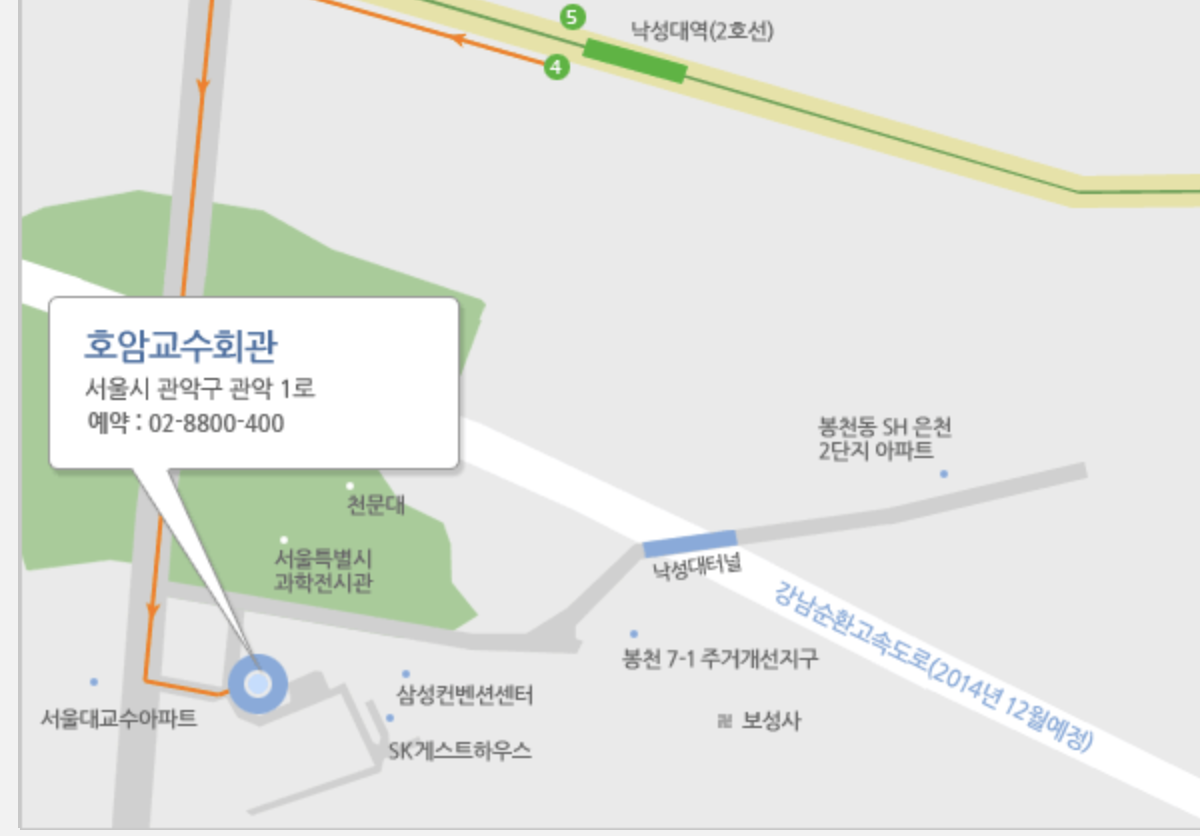 5
낙성대역(2호선)
4
호암교수회관
서울시 관악구 관악 1로
예약 : 02-8800-400
봉천동 SH 은천
2단지 아파트
천문대
서울특별시
과학전시관
낙성대터널
강남순환고속도로(2014년 12월예정)
봉천 7-1 주거개선지구
삼성컨벤션센터
서울대교수아파트
卍 보성사
SK게스트하우스